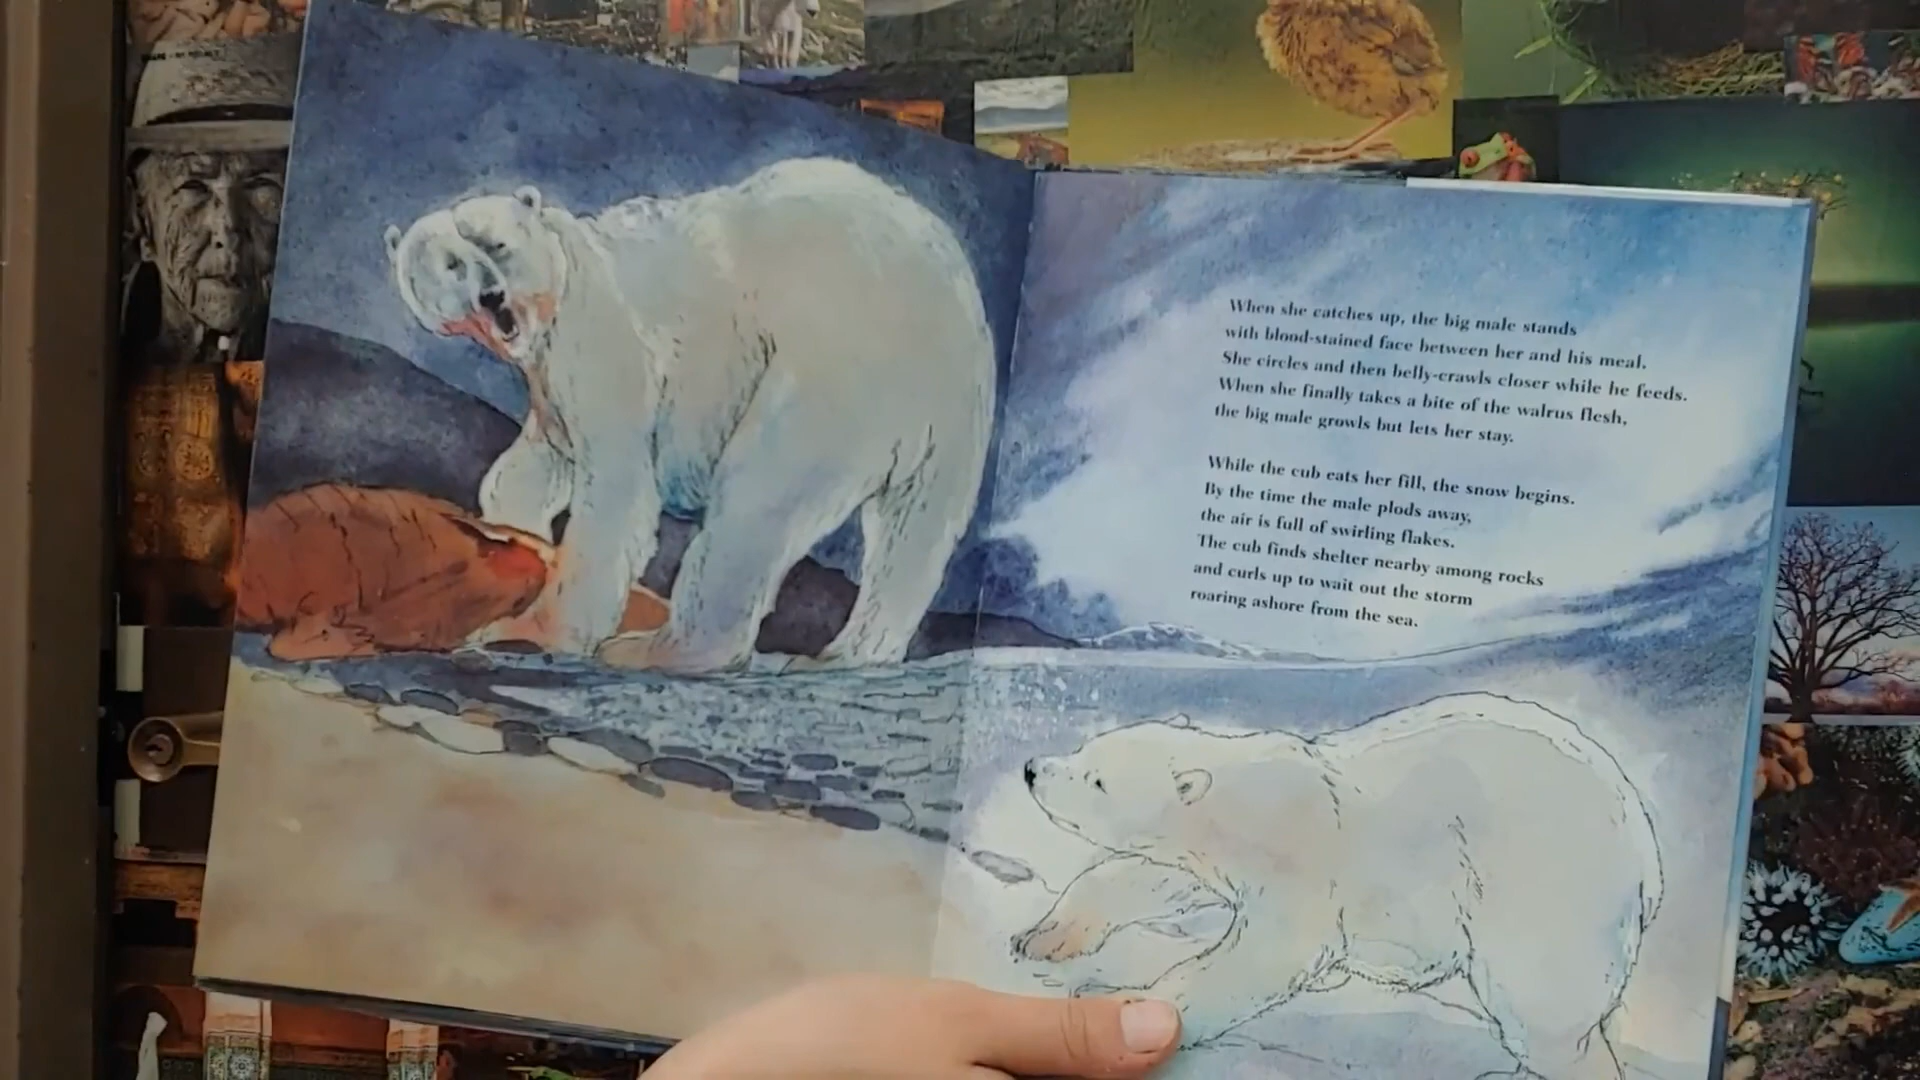 When she catches up, the big male stands
with blood-stained face between her and his meal.
She circles and then belly-crawls closer while he feeds.
When she finally takes a bite of the walrus flesh,
the big male growls but lets her stay.
While the cub eats her fill, the snow begins.
By the time the male plods away,
the air is full of swirling flakes.
The cub finds shelter nearby among rocks
and curls up to wait out the storm
roaring ashore from the sea.